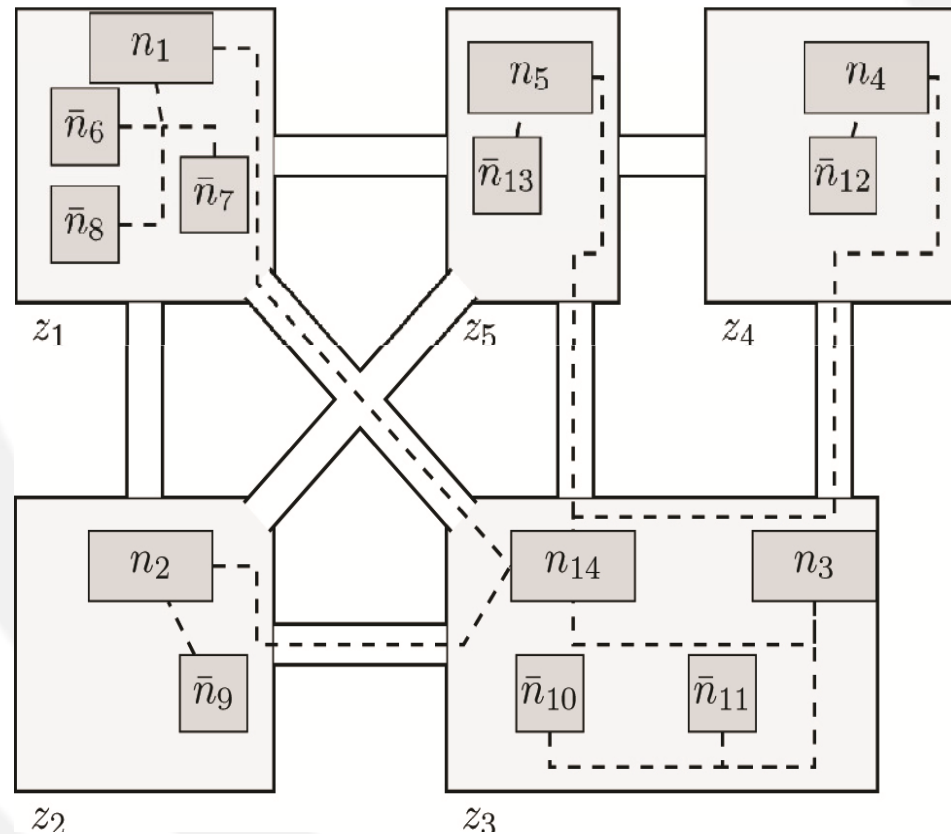 n₁
n̄₆
n̄₇
n̄₈
z₁
n₅
n̄₁₃
z₅
n₄
n̄₁₂
z₄
n₂
n̄₉
z₂
n₁₄
n₃
n̄₁₀
n̄₁₁
z₃